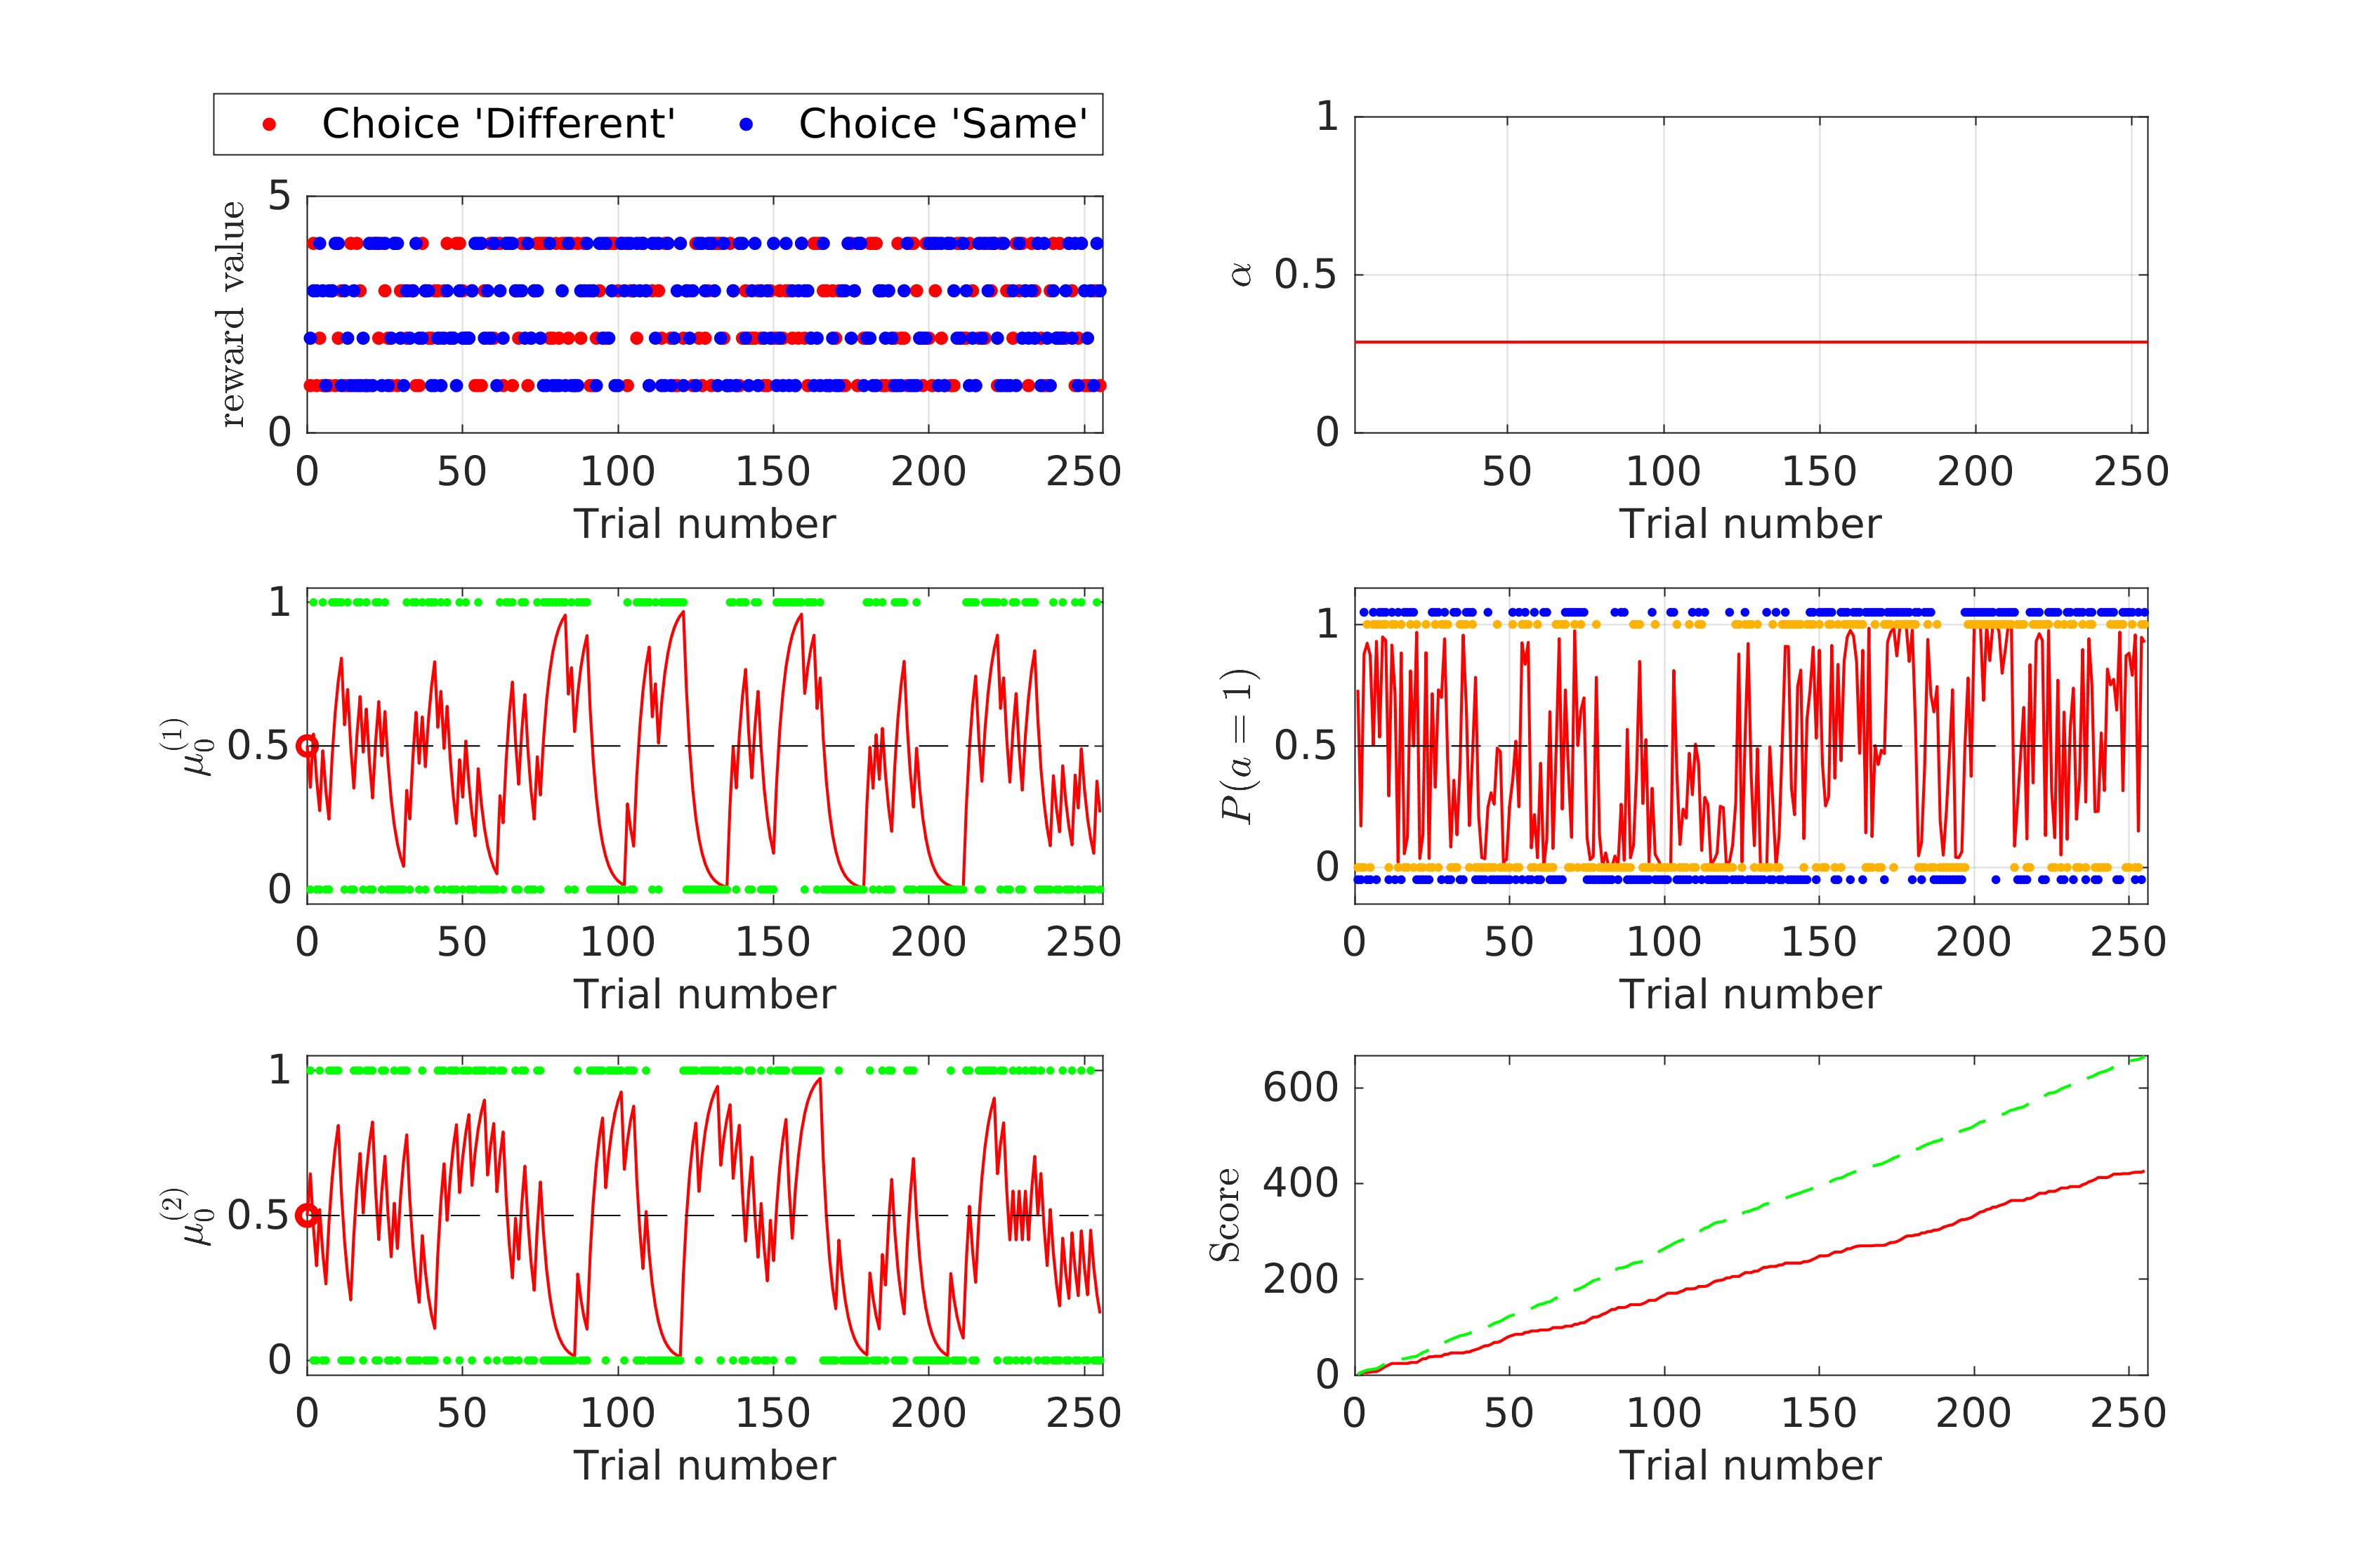 Choice 'Different' Choice 'Same'
5
0
reward value
0 50 100 150 200 250
Trial number
1
0.5
0
α
50 100 150 200 250
Trial number
1
0.5
0
μ₀⁽¹⁾
0 50 100 150 200 250
Trial number
1
0.5
0
P(a = 1)
0 50 100 150 200 250
Trial number
1
0.5
0
μ₀⁽²⁾
0 50 100 150 200 250
Trial number
600
400
200
0
Score
0 50 100 150 200 250
Trial number